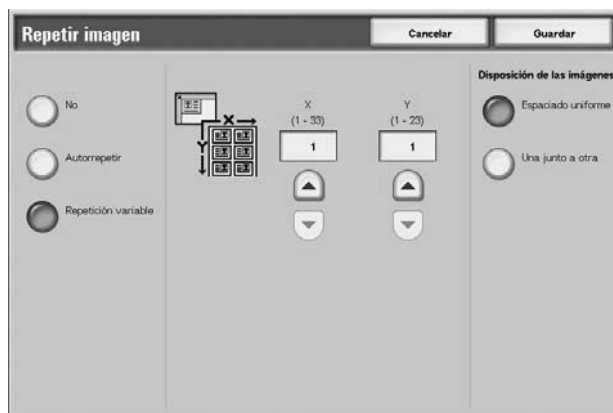 Repetir imagen
Cancelar
Guardar
No
Autorrepetir
Repetición variable
X
Y
X
(1 - 33)
1
Y
(1 - 23)
1
Disposición de las imágenes
Espaciado uniforme
Una junto a otra